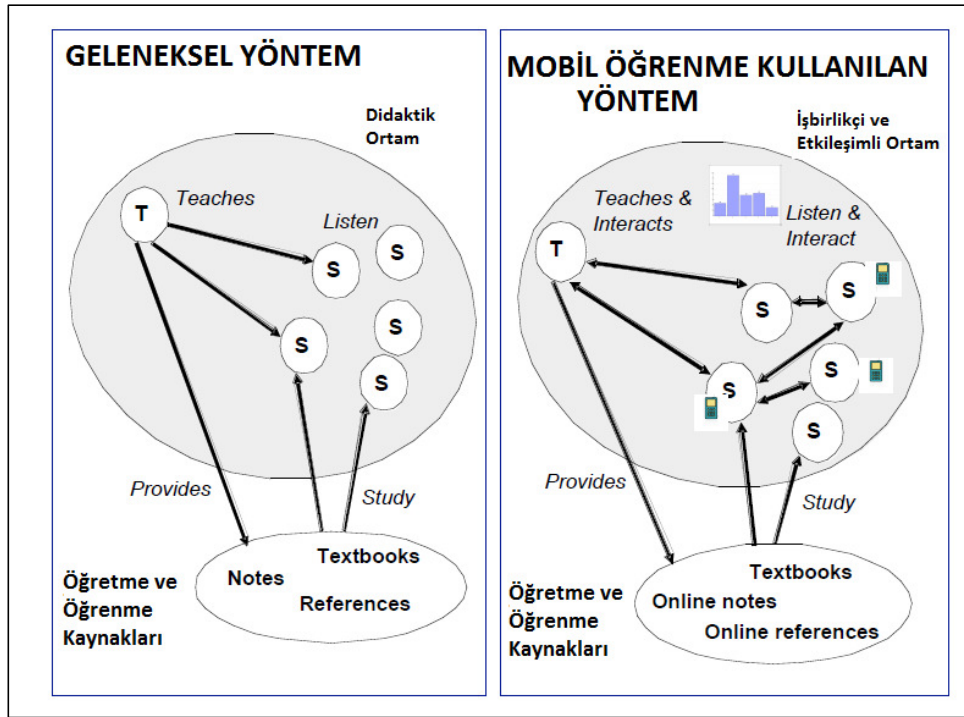 GELENEKSEL YÖNTEM
Didaktik
Ortam
Teaches
T
Listen
S
S
S
S
S
Provides
Study
Textbooks
Notes
References
Öğretme ve
Öğrenme
Kaynakları
MOBİL ÖĞRENME KULLANILAN
YÖNTEM
İşbirlikçi ve
Etkileşimli Ortam
Teaches &
Interacts
Listen &
Interact
T
S
S
S
S
S
Provides
Study
Textbooks
Online notes
Online references
Öğretme ve
Öğrenme
Kaynakları